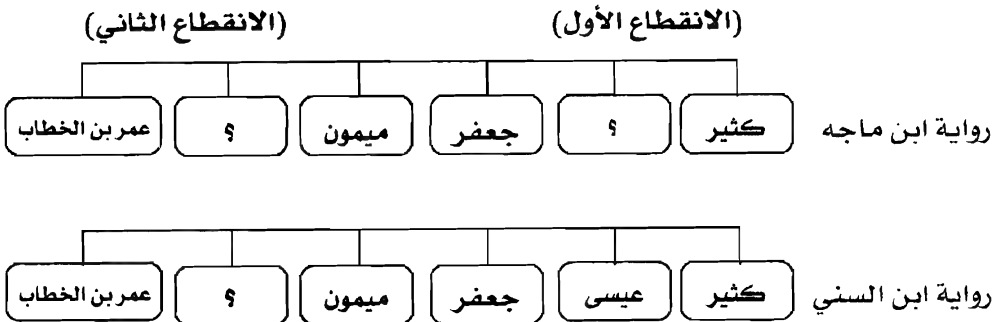 (الانقطاع الأول) (الانقطاع الثاني)
رواية ابن ماجه كثير ؟ جعفر ميمون ؟ عمر بن الخطاب
رواية ابن السني كثير عيسى جعفر ميمون ؟ عمر بن الخطاب